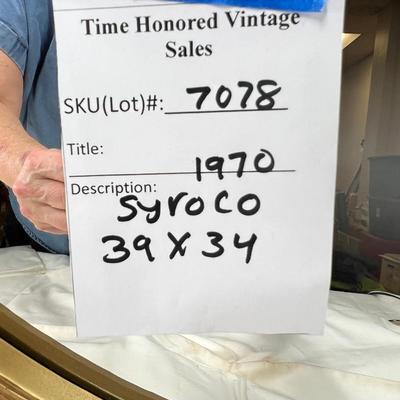 Time Honored Vintage
Sales
SKU(Lot)#: 7078
Title:
1970
Description:
Syroco
39 X 34